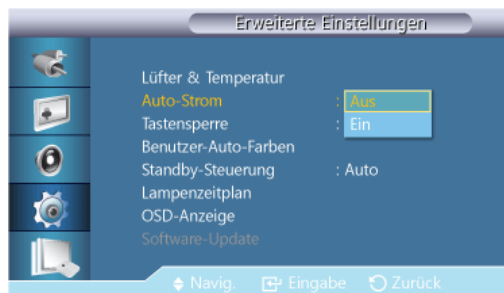 Erweiterte Einstellungen
Lüfter & Temperatur
Auto-Strom : Aus
Tastensperre : Ein
Benutzer-Auto-Farben
Standby-Steuerung : Auto
Lampenzeitplan
OSD-Anzeige
Software-Update
Navig. Eingabe Zurück